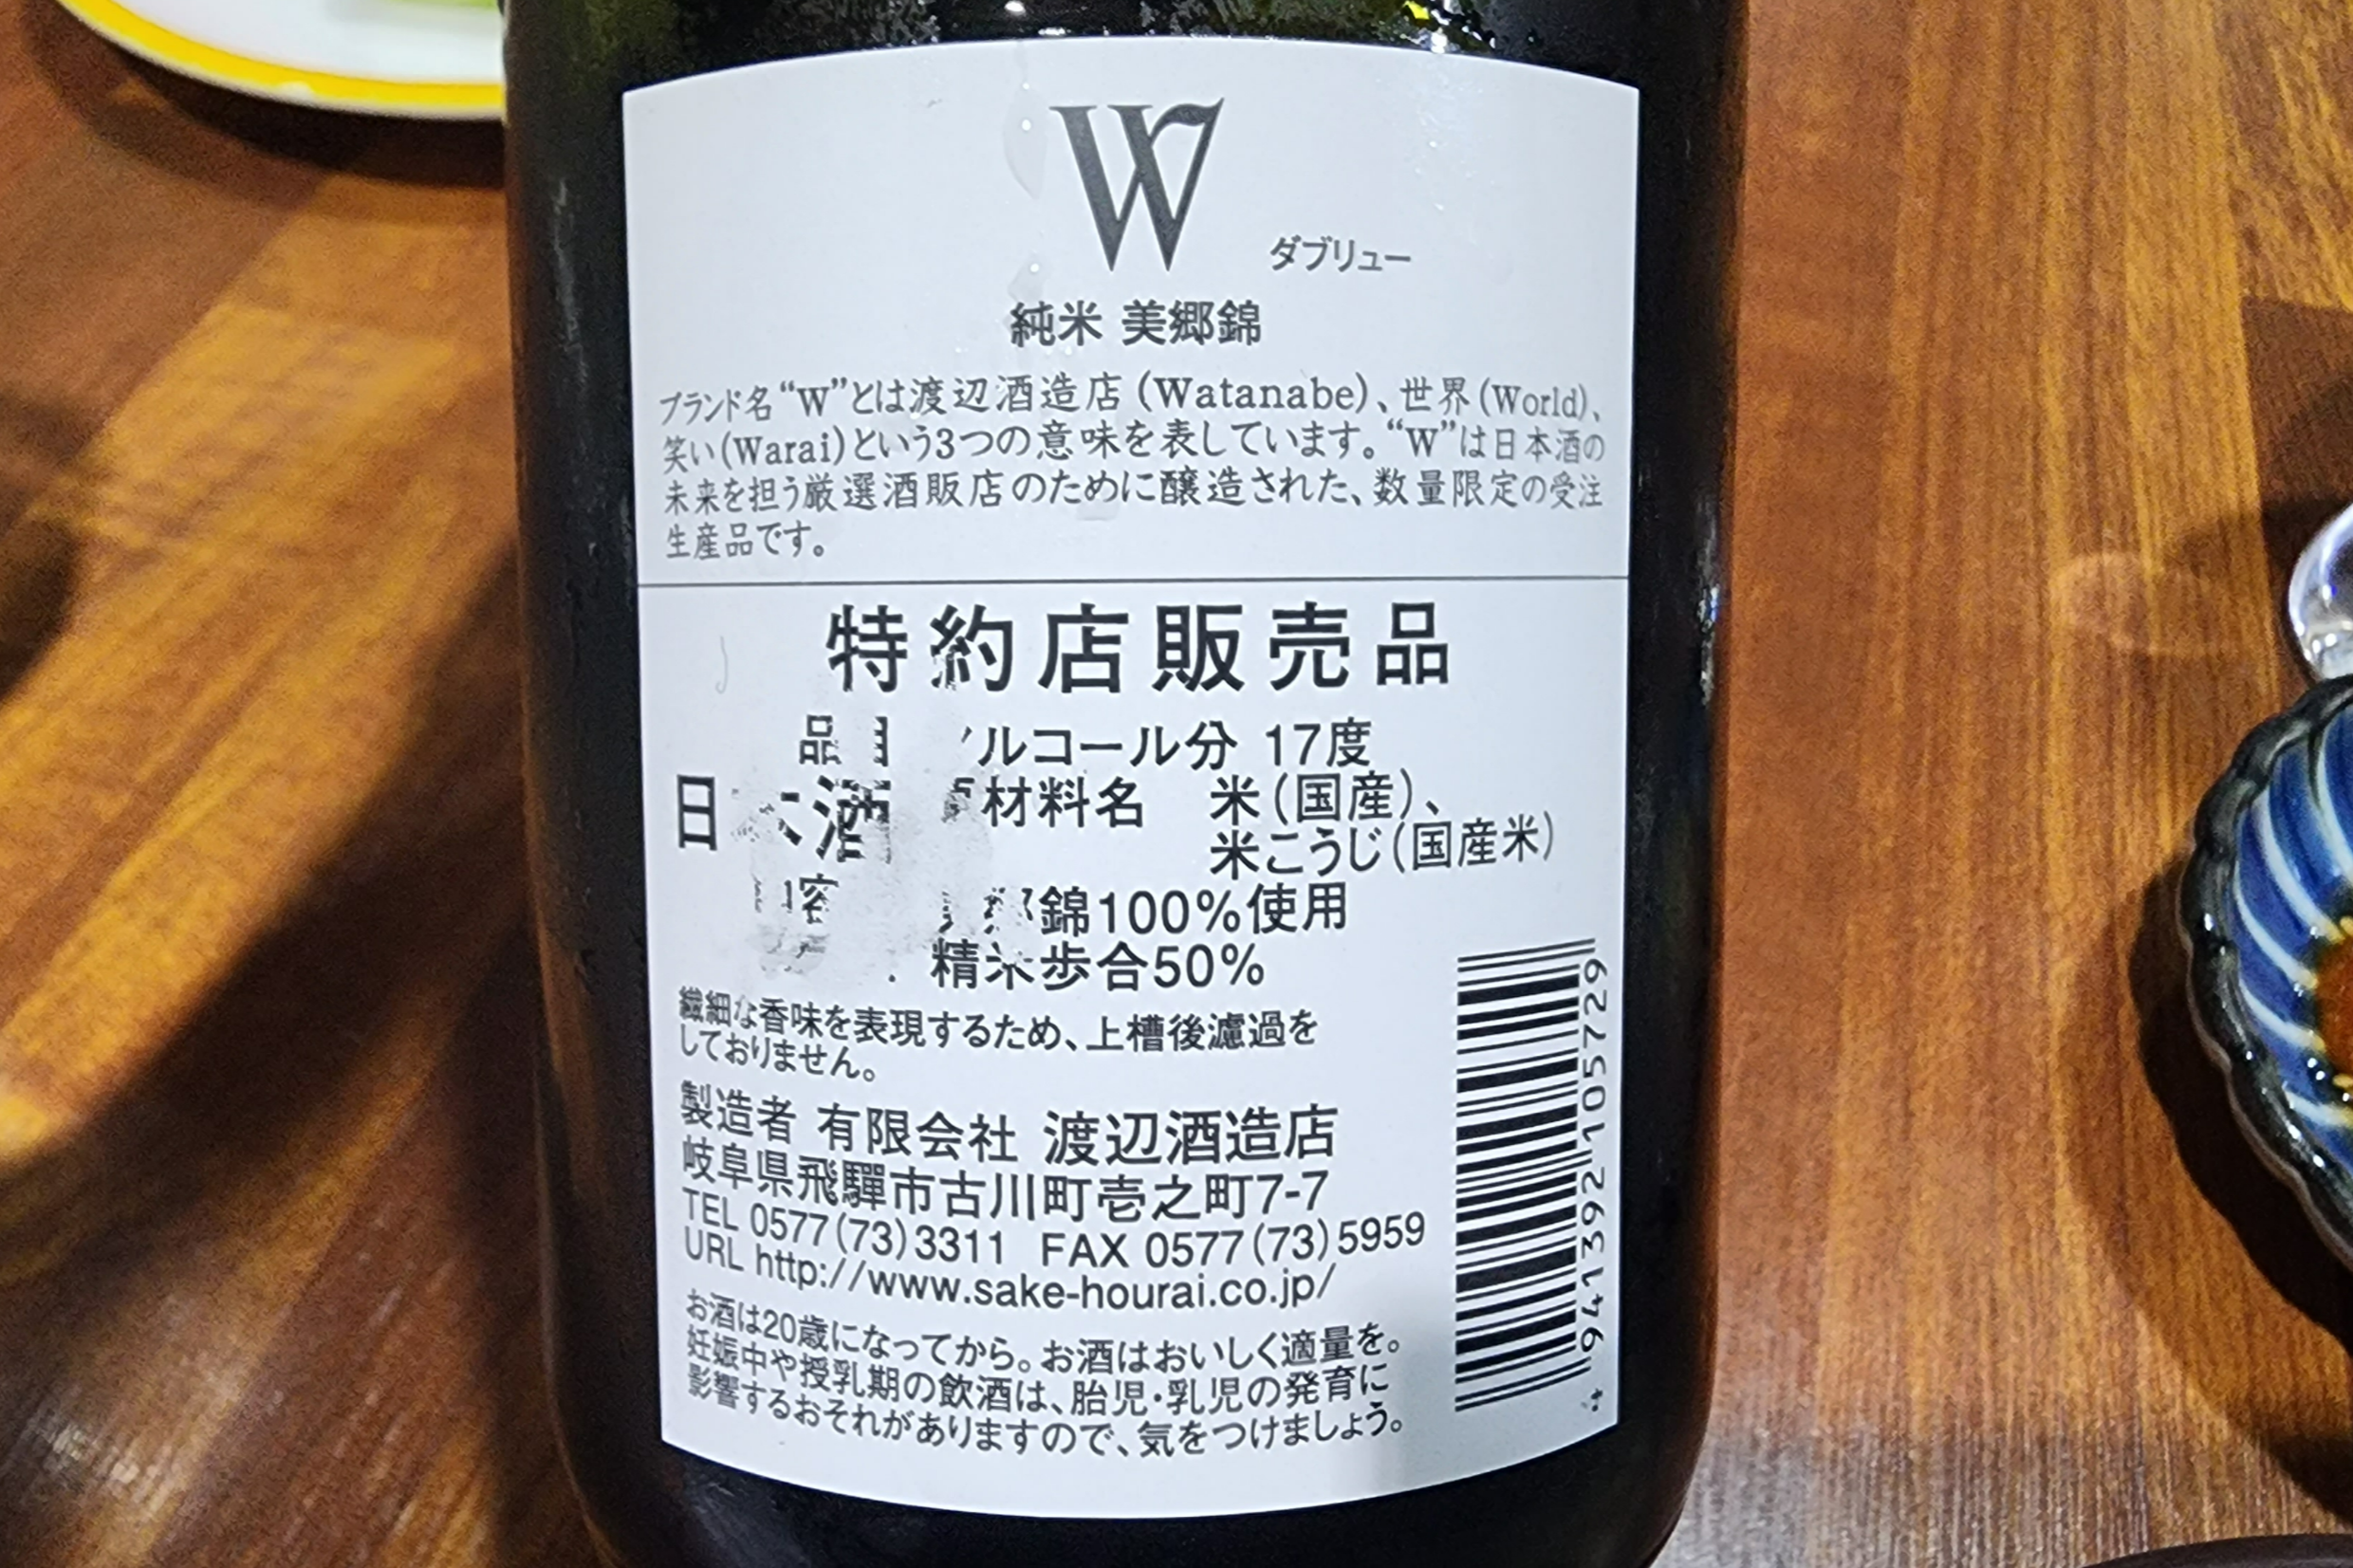 W
ダブリュー
純米 美郷錦
ブランド名“W”とは渡辺酒造店(Watanabe)、世界(World)、
笑い(Warai)という3つの意味を表しています。“W”は日本酒の
未来を担う厳選酒販店のために醸造された、数量限定の受注
生産品です。
特約店販売品
品目 ルコール分 17度
日本酒 材料名 米(国産)、
米こうじ(国産米)
容 郷錦100%使用
精米歩合50%
繊細な香味を表現するため、上槽後濾過を
しておりません。
製造者 有限会社 渡辺酒造店
岐阜県飛驒市古川町壱之町7-7
TEL 0577(73)3311 FAX 0577(73)5959
URL http://www.sake-hourai.co.jp/
お酒は20歳になってから。お酒はおいしく適量を。
妊娠中や授乳期の飲酒は、胎児・乳児の発育に
影響するおそれがありますので、気をつけましょう。
941392 105729